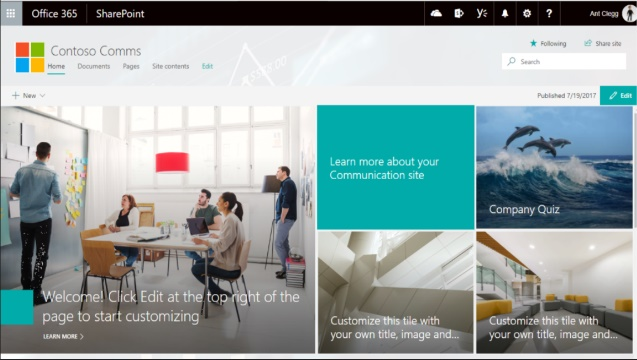 Office 365
SharePoint
?
Ant Clegg
Contoso Comms
Following
Share site
Home
Documents
Pages
Site contents
Edit
Search
+ New
Published 7/19/2017
Edit
Learn more about your
Communication site
Company Quiz
Welcome! Click Edit at the top right of the
page to start customizing
LEARN MORE >
Customize this tile with
your own title, image and...
Customize this tile with
your own title, image and...